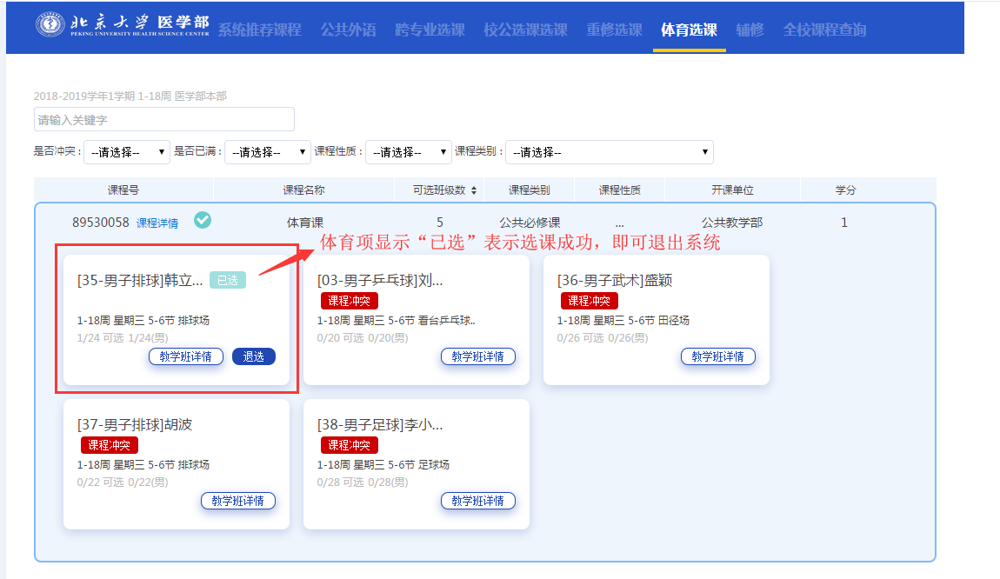 北京大学医学部
PEKING UNIVERSITY HEALTH SCIENCE CENTER
系统推荐课程 公共外语 跨专业选课 校公选课选课 重修选课 体育选课 辅修 全校课程查询
2018-2019学年1学期 1-18周 医学部本部
请输入关键字
是否冲突： --请选择-- 是否已满： --请选择-- 课程性质： --请选择-- 课程类别： --请选择--
课程号 课程名称 可选班级数 课程类别 课程性质 开课单位 学分
89530058 课程详情 体育课 5 公共必修课 ... 公共教学部 1
体育项显示“已选”表示选课成功，即可退出系统
[35-男子排球]韩立... 已选
1-18周 星期三 5-6节 排球场
1/24 可选 1/24(男)
教学班详情 退选
[03-男子乒乓球]刘...
课程冲突
1-18周 星期三 5-6节 看台乒乓球..
0/20 可选 0/20(男)
教学班详情
[36-男子武术]盛颖
课程冲突
1-18周 星期三 5-6节 田径场
0/26 可选 0/26(男)
教学班详情
[37-男子排球]胡波
课程冲突
1-18周 星期三 5-6节 排球场
0/22 可选 0/22(男)
教学班详情
[38-男子足球]李小...
课程冲突
1-18周 星期三 5-6节 足球场
0/28 可选 0/28(男)
教学班详情